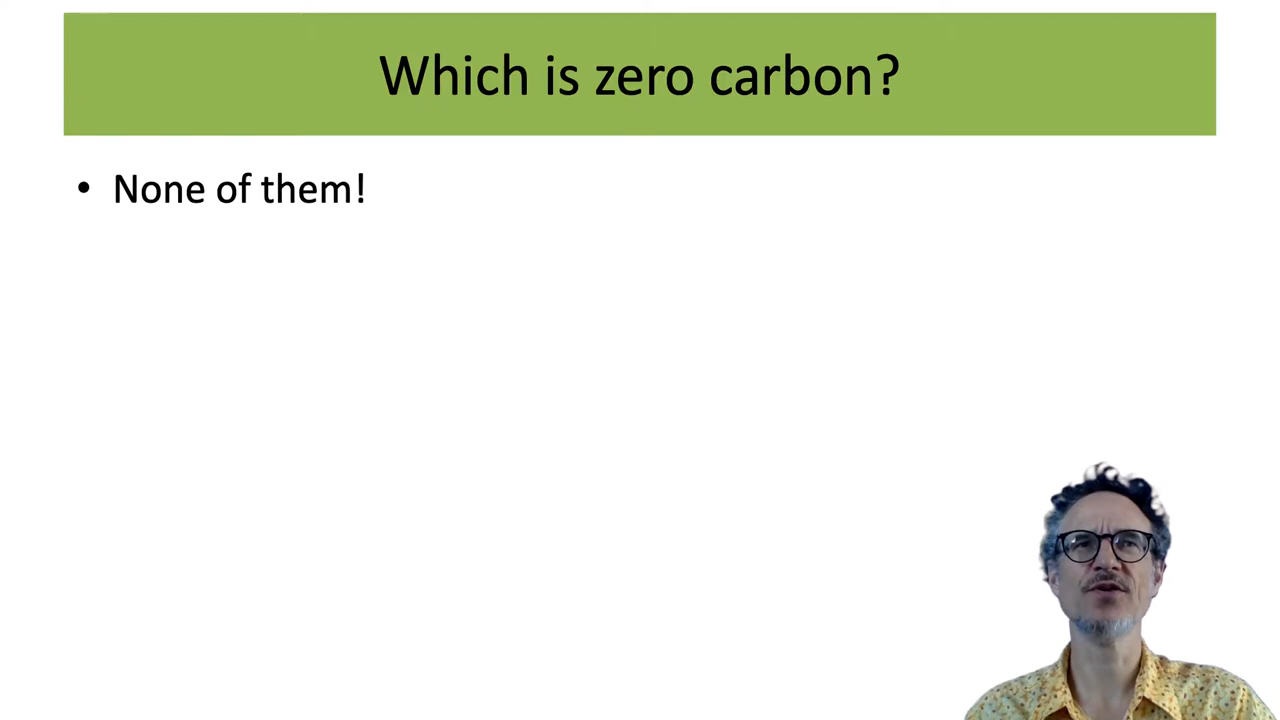 Which is zero carbon?
• None of them!